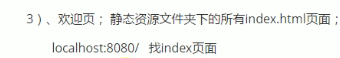 3）、欢迎页； 静态资源文件夹下的所有index.html页面；
localhost:8080/ 找index页面